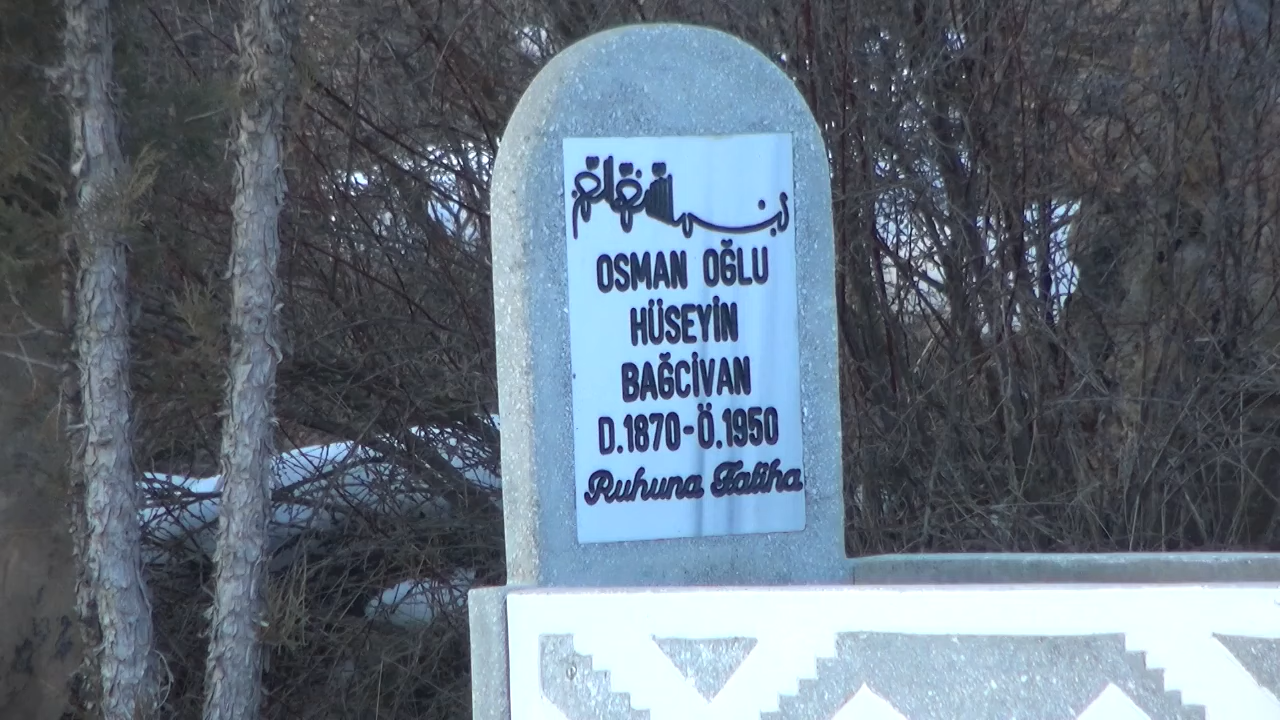 OSMAN OĞLU
HÜSEYİN
BAĞCİVAN
D.1870-Ö.1950
Ruhuna Fatiha